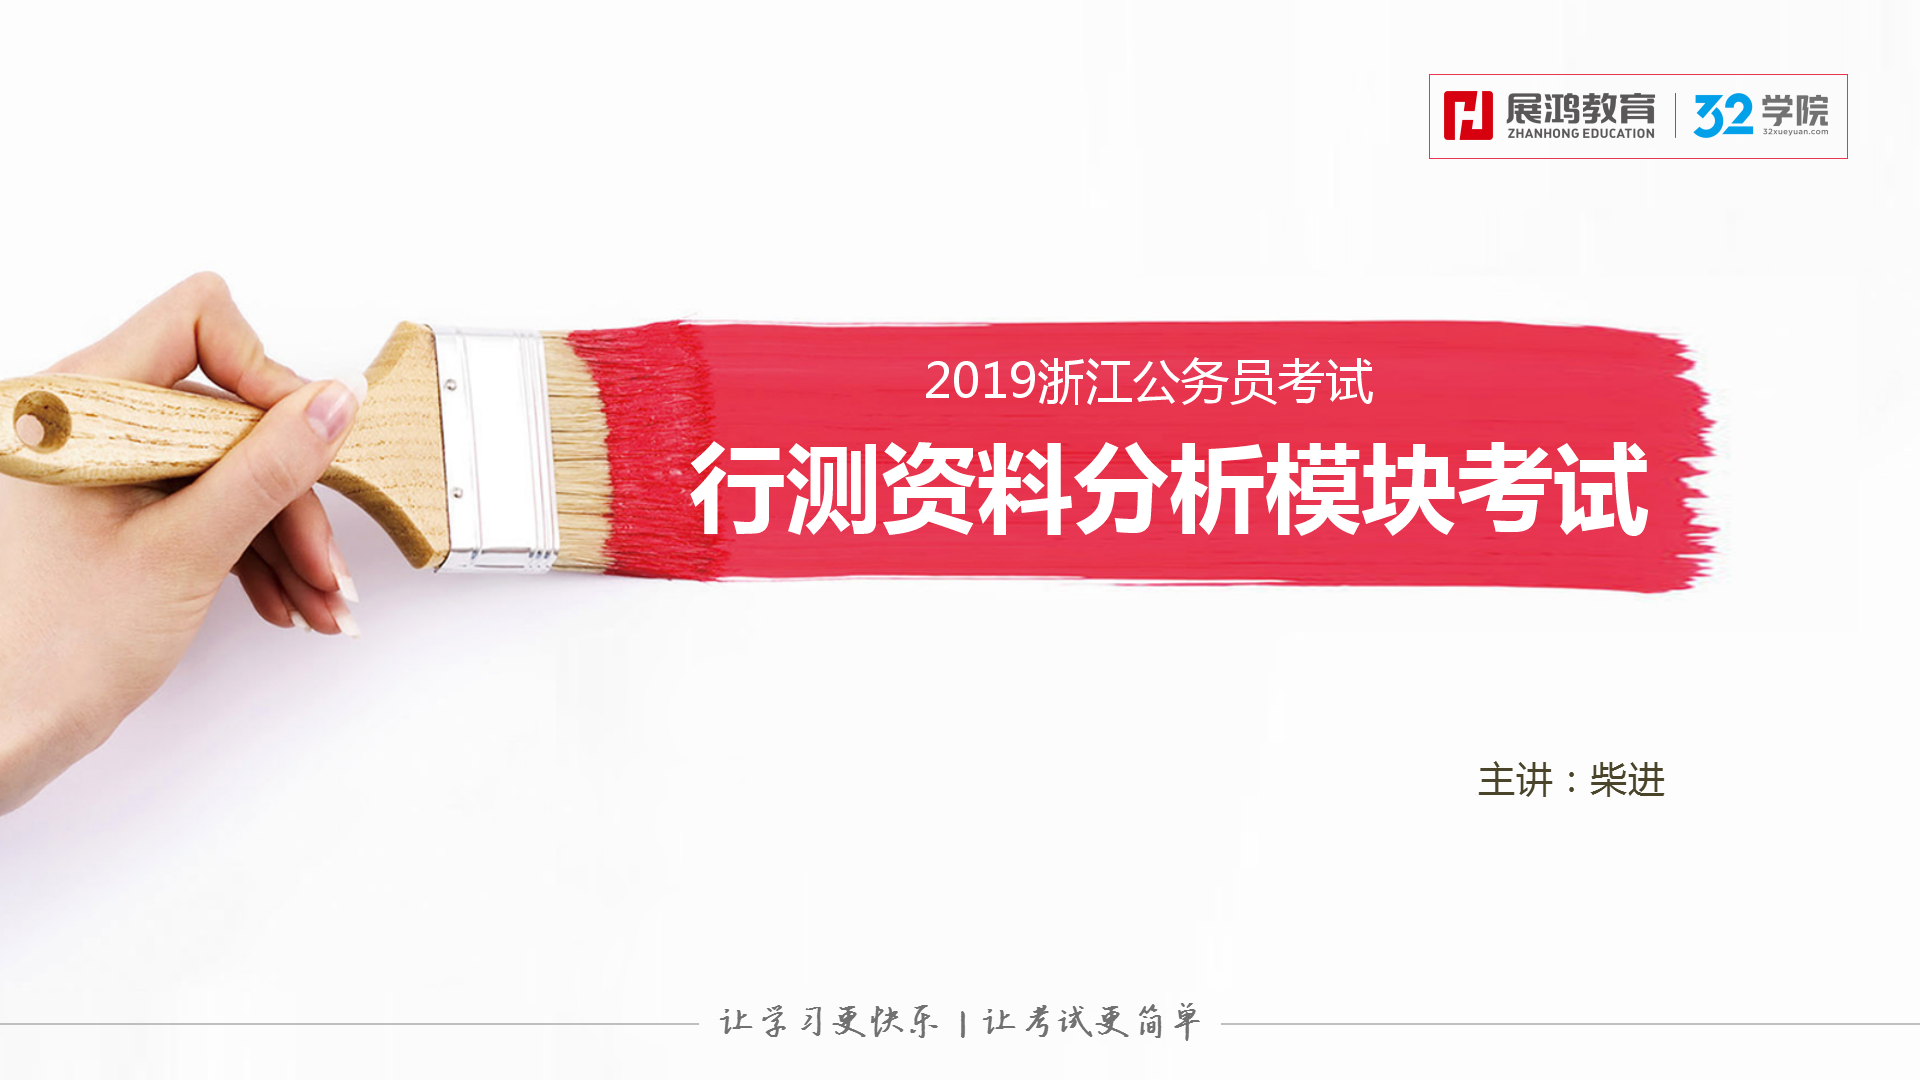 展鸿教育
ZHANHONG EDUCATION
32学院
32xueyuan.com
2019浙江公务员考试
行测资料分析模块考试
主讲：柴进
让学习更快乐 | 让考试更简单